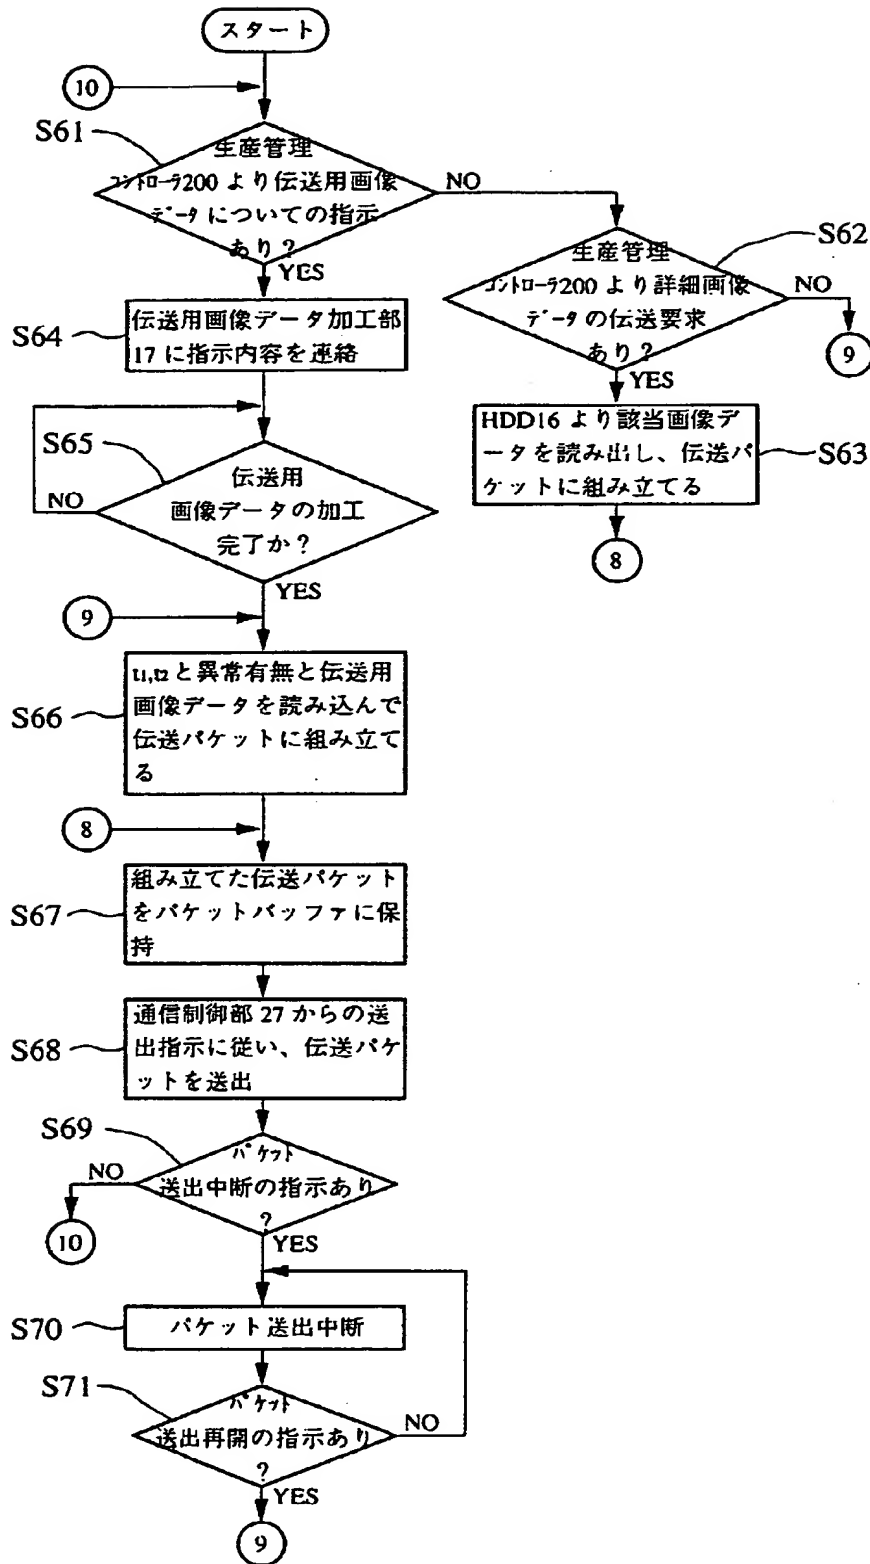 スタート
10
S61
生産管理
コントローラ200より伝送用画像
データについての指示
あり?
NO
YES
S62
生産管理
コントローラ200より詳細画像
データの伝送要求
あり?
NO
9
YES
S64
伝送用画像データ加工部
17に指示内容を連絡
HDD16より該当画像デ
ータを読み出し、伝送パ
ケットに組み立てる
S63
8
S65
伝送用
画像データの加工
完了か?
NO
YES
9
S66
t1,t2と異常有無と伝送用
画像データを読み込んで
伝送パケットに組み立て
る
8
S67
組み立てた伝送パケット
をパケットバッファに保
持
S68
通信制御部27からの送
出指示に従い、伝送パケ
ットを送出
S69
パケット
送出中断の指示あり
?
NO
10
YES
S70
パケット送出中断
S71
パケット
送出再開の指示あり
?
NO
YES
9